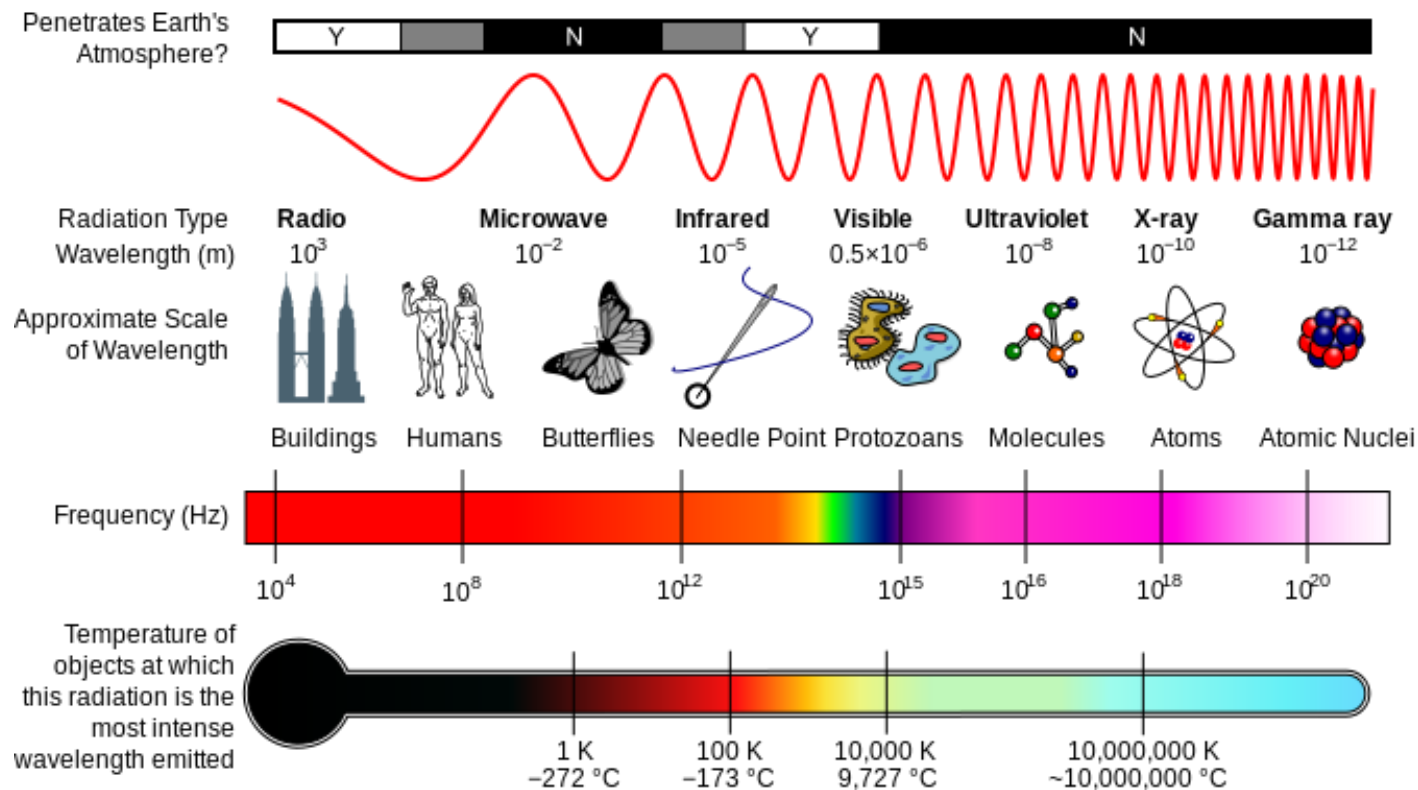 Penetrates Earth's
Atmosphere?
Y N Y N
Radiation Type Radio Microwave Infrared Visible Ultraviolet X-ray Gamma ray
Wavelength (m) 10³ 10⁻² 10⁻⁵ 0.5×10⁻⁶ 10⁻⁸ 10⁻¹⁰ 10⁻¹²
Approximate Scale
of Wavelength
Buildings Humans Butterflies Needle Point Protozoans Molecules Atoms Atomic Nuclei
Frequency (Hz)
10⁴ 10⁸ 10¹² 10¹⁵ 10¹⁶ 10¹⁸ 10²⁰
Temperature of
objects at which
this radiation is the
most intense
wavelength emitted
1 K 100 K 10,000 K 10,000,000 K
−272 °C −173 °C 9,727 °C ~10,000,000 °C